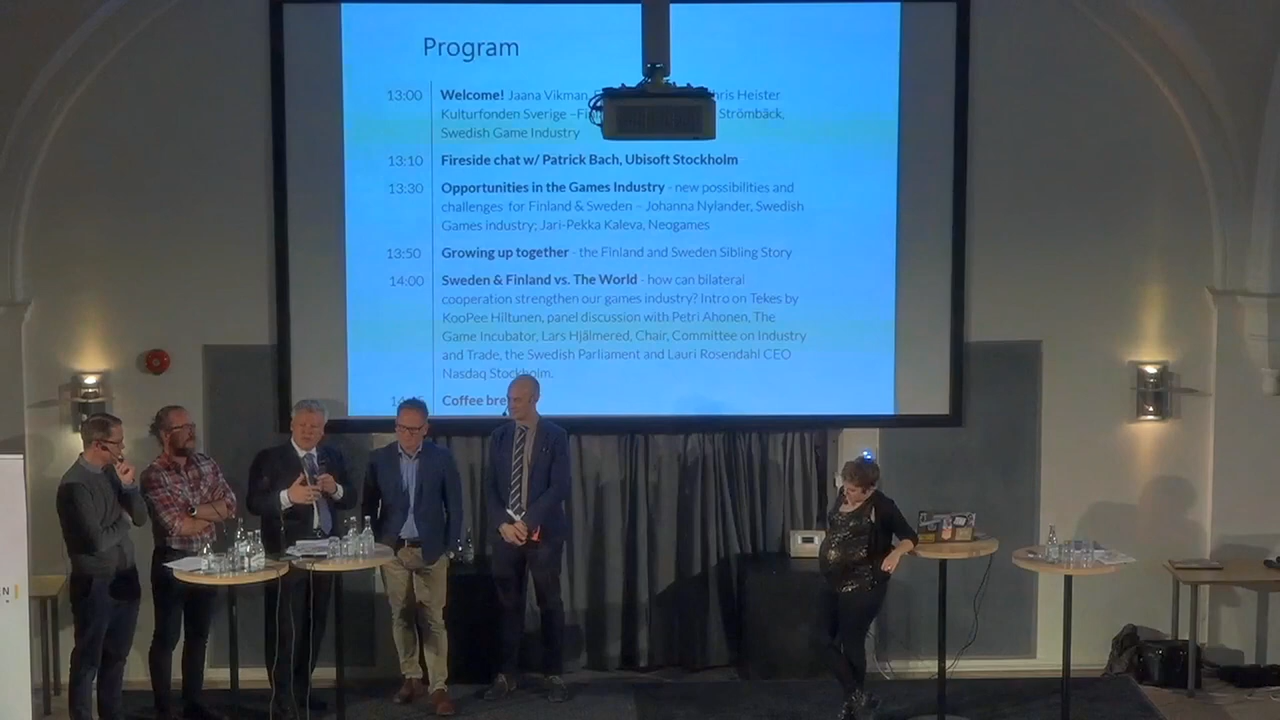 Program
13:00 Welcome! Jaana Vikman, hris Heister
Kulturfonden Sverige –Fin Strömbäck,
Swedish Game Industry
13:10 Fireside chat w/ Patrick Bach, Ubisoft Stockholm
13:30 Opportunities in the Games Industry - new possibilities and
challenges for Finland & Sweden – Johanna Nylander, Swedish
Games industry; Jari-Pekka Kaleva, Neogames
13:50 Growing up together - the Finland and Sweden Sibling Story
14:00 Sweden & Finland vs. The World - how can bilateral
cooperation strengthen our games industry? Intro on Tekes by
KooPee Hiltunen, panel discussion with Petri Ahonen, The
Game Incubator, Lars Hjälmered, Chair, Committee on Industry
and Trade, the Swedish Parliament and Lauri Rosendahl CEO
Nasdaq Stockholm.
Coffee bre
N